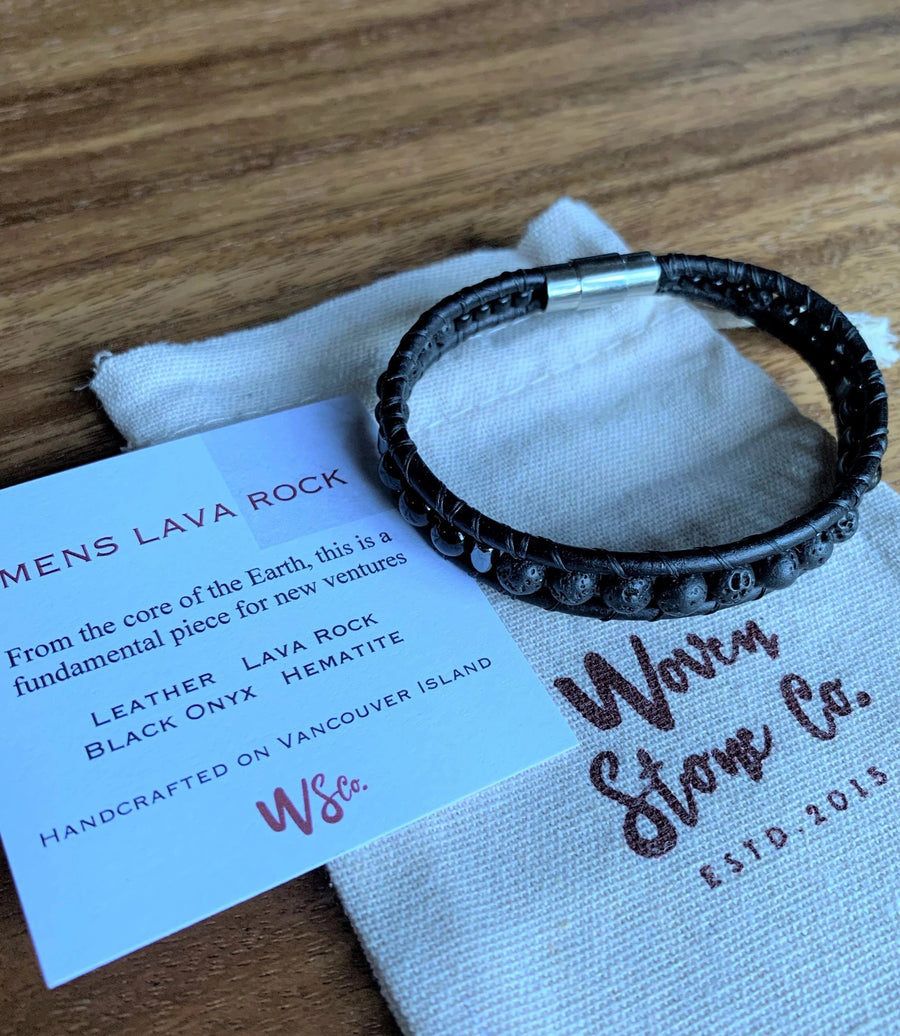 MENS LAVA ROCK
From the core of the Earth, this is a
fundamental piece for new ventures
LEATHER LAVA ROCK
BLACK ONYX HEMATITE
HANDCRAFTED ON VANCOUVER ISLAND
WSCo.
Woven
Stone Co.
ESTD. 2015